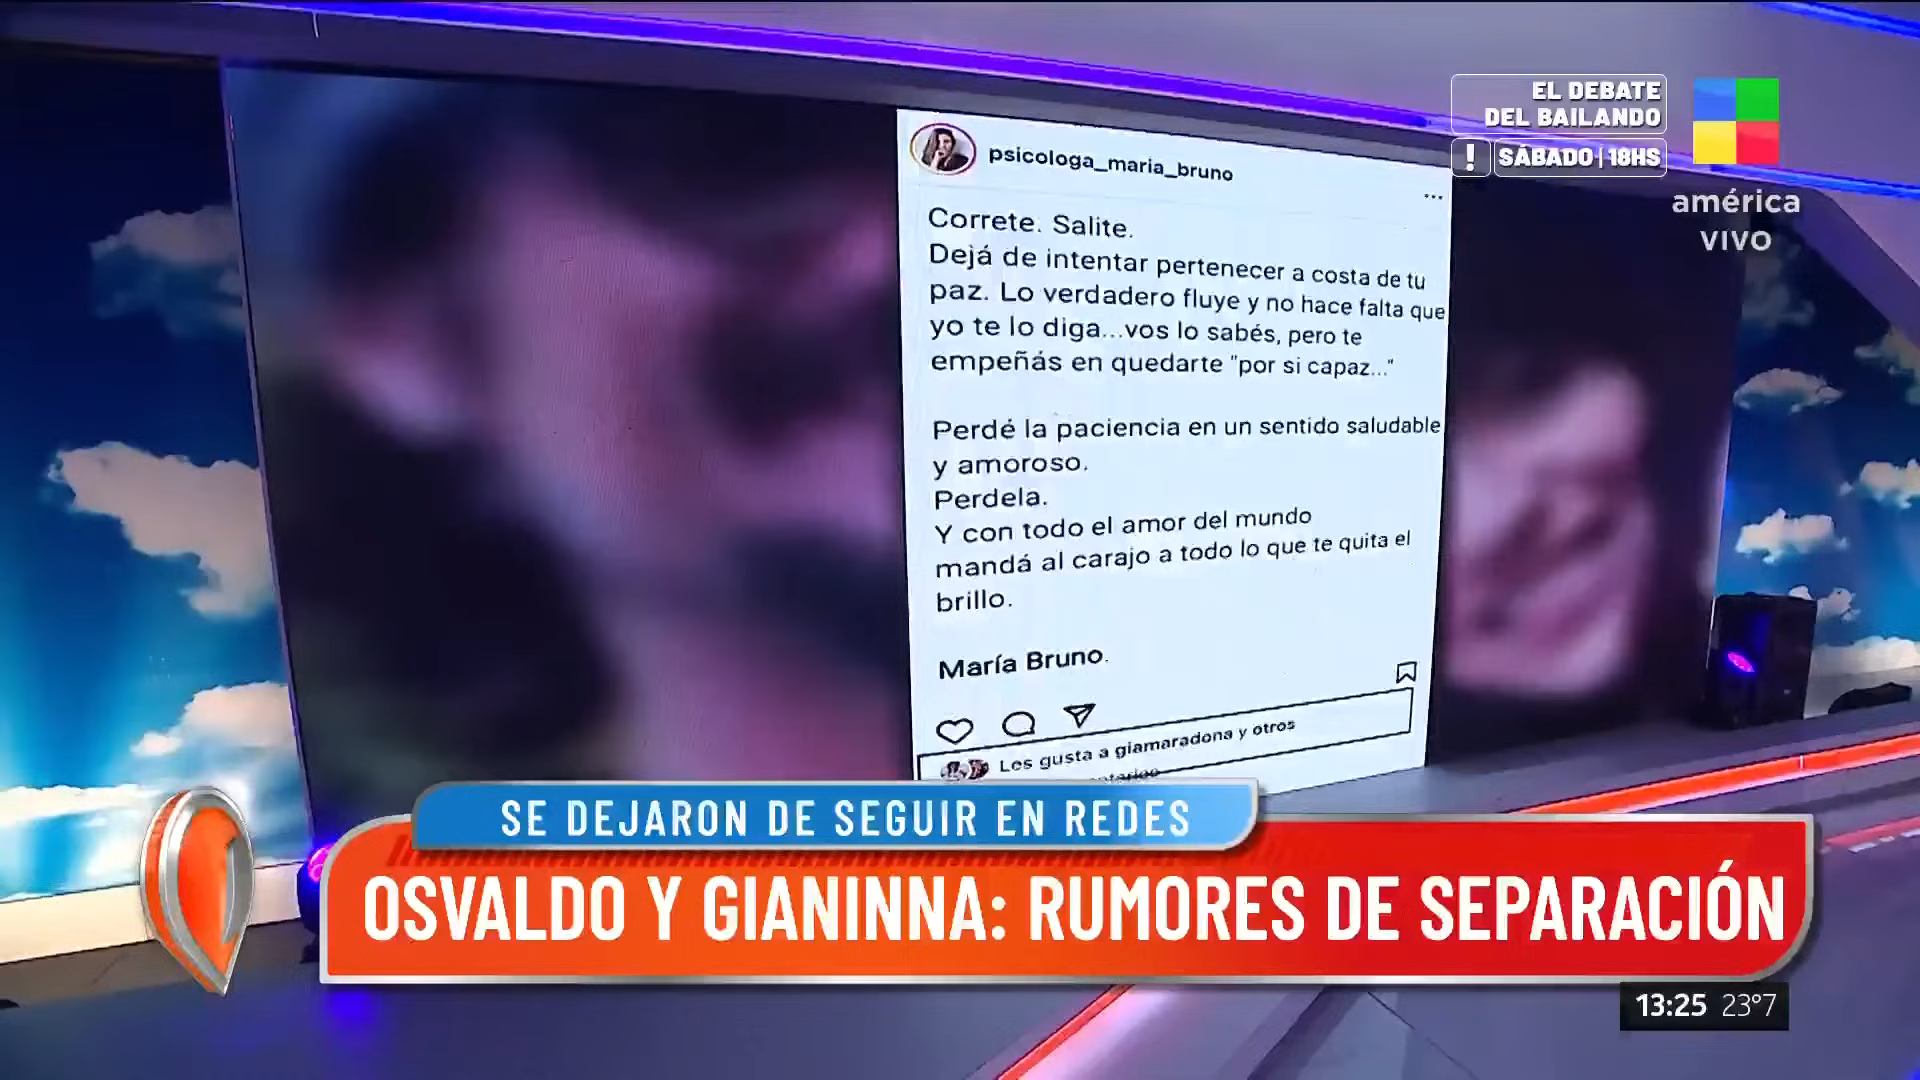 EL DEBATE
DEL BAILANDO
! SÁBADO | 18HS
américa
VIVO
psicologa_maria_bruno
Correte. Salite.
Dejá de intentar pertenecer a costa de tu
paz. Lo verdadero fluye y no hace falta que
yo te lo diga...vos lo sabés, pero te
empeñás en quedarte "por si capaz..."
Perdé la paciencia en un sentido saludable
y amoroso.
Perdela.
Y con todo el amor del mundo
mandá al carajo a todo lo que te quita el
brillo.
María Bruno.
Les gusta a giamaradona y otros
SE DEJARON DE SEGUIR EN REDES
OSVALDO Y GIANINNA: RUMORES DE SEPARACIÓN
13:25 23°7